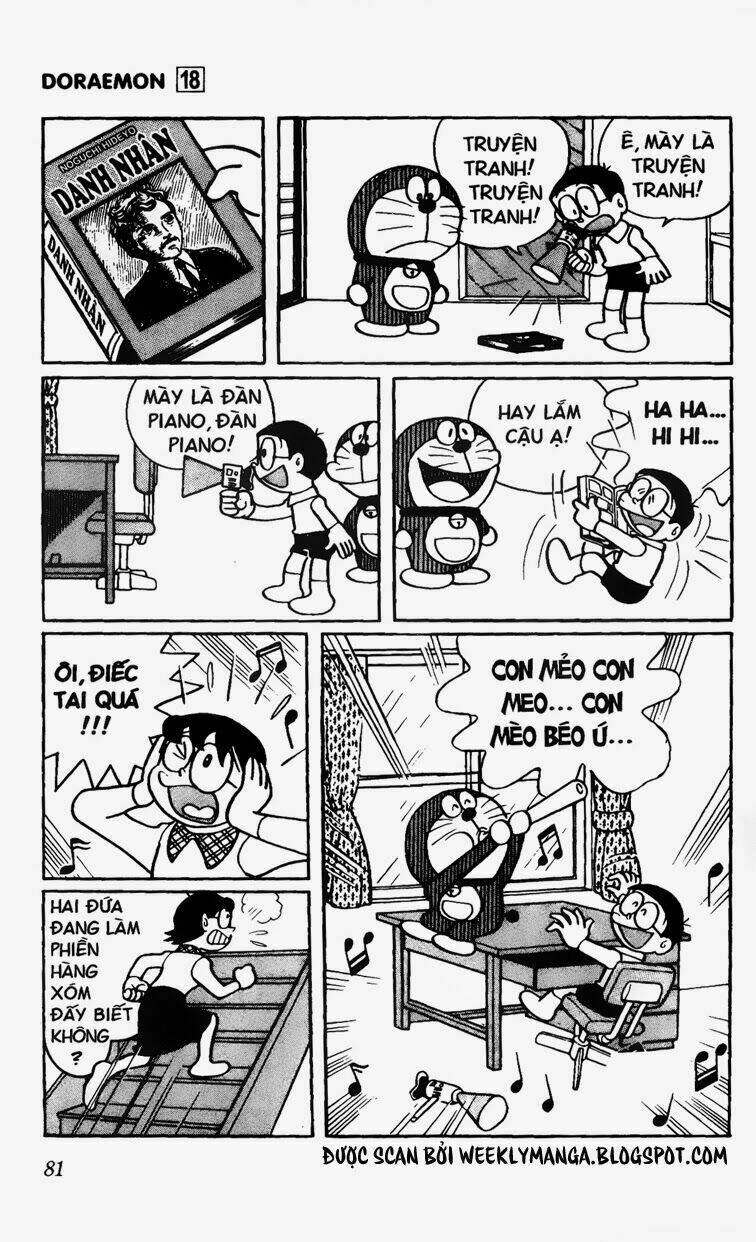 DORAEMON 18
NOGUCHI HIDEYO
DANH NHÂN
DANH NHÂN
TRUYỆN
TRANH!
TRUYỆN
TRANH!
Ê, MÀY LÀ
TRUYỆN
TRANH!
MÀY LÀ ĐÀN
PIANO, ĐÀN
PIANO!
HAY LẮM
CẬU Ạ!
HA HA...
HI HI...
ÔI, ĐIẾC
TAI QUÁ
!!!
CON MẺO CON
MEO... CON
MÈO BÉO Ú...
HAI ĐỨA
ĐANG LÀM
PHIỀN
HÀNG
XÓM
ĐẤY BIẾT
KHÔNG
?
81
ĐƯỢC SCAN BỞI WEEKLYMANGA.BLOGSPOT.COM